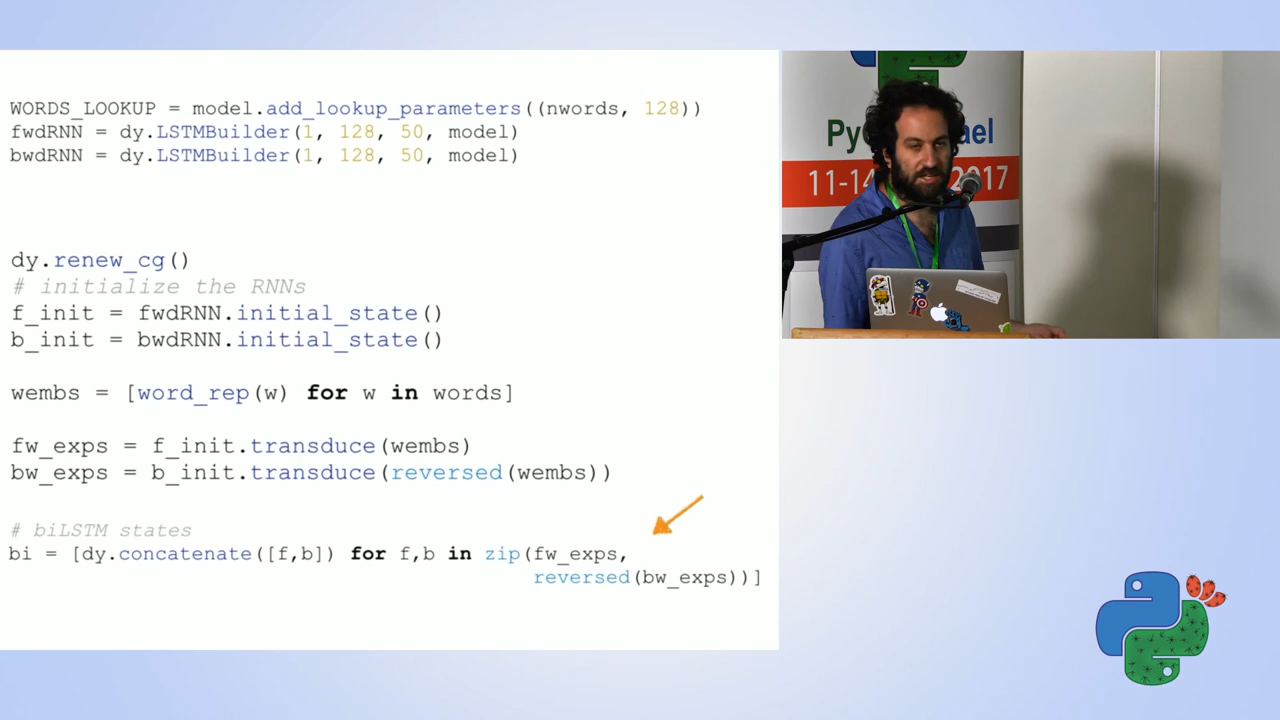 WORDS_LOOKUP = model.add_lookup_parameters((nwords, 128))
fwdRNN = dy.LSTMBuilder(1, 128, 50, model)
bwdRNN = dy.LSTMBuilder(1, 128, 50, model)
dy.renew_cg()
# initialize the RNNs
f_init = fwdRNN.initial_state()
b_init = bwdRNN.initial_state()
wembs = [word_rep(w) for w in words]
fw_exps = f_init.transduce(wembs)
bw_exps = b_init.transduce(reversed(wembs))
# biLSTM states
bi = [dy.concatenate([f,b]) for f,b in zip(fw_exps,
reversed(bw_exps))]
11-14
2017